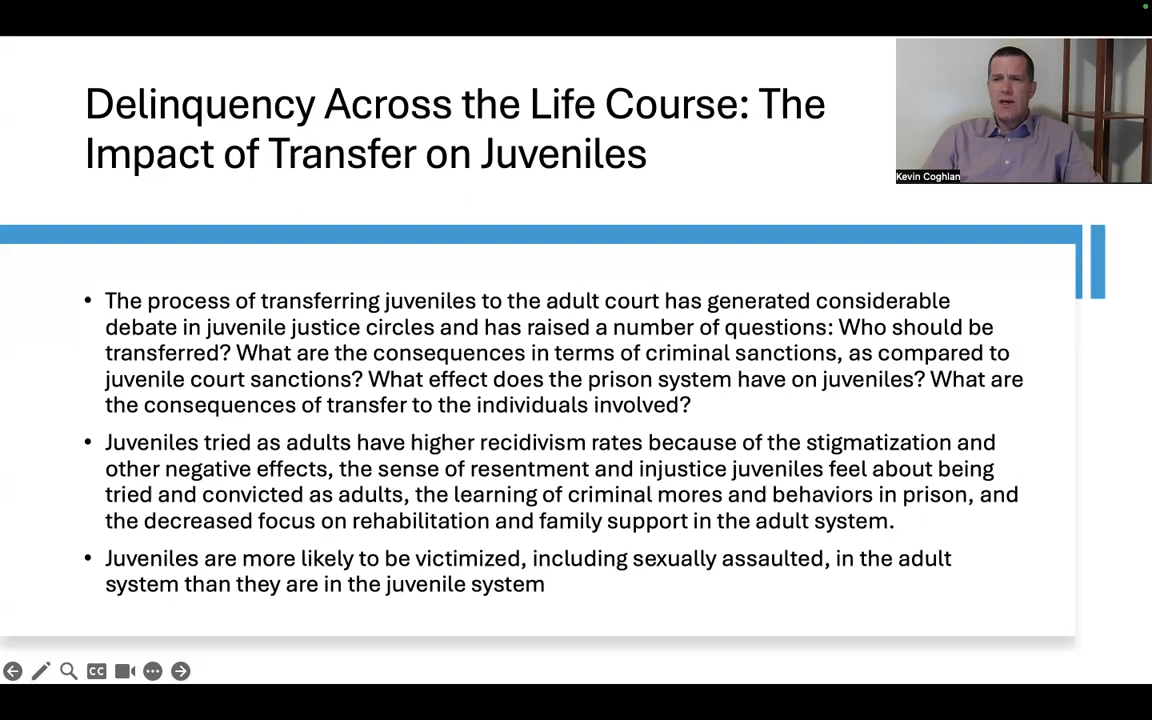 Delinquency Across the Life Course: The
Impact of Transfer on Juveniles
Kevin Coghlan
• The process of transferring juveniles to the adult court has generated considerable
debate in juvenile justice circles and has raised a number of questions: Who should be
transferred? What are the consequences in terms of criminal sanctions, as compared to
juvenile court sanctions? What effect does the prison system have on juveniles? What are
the consequences of transfer to the individuals involved?
• Juveniles tried as adults have higher recidivism rates because of the stigmatization and
other negative effects, the sense of resentment and injustice juveniles feel about being
tried and convicted as adults, the learning of criminal mores and behaviors in prison, and
the decreased focus on rehabilitation and family support in the adult system.
• Juveniles are more likely to be victimized, including sexually assaulted, in the adult
system than they are in the juvenile system
CC